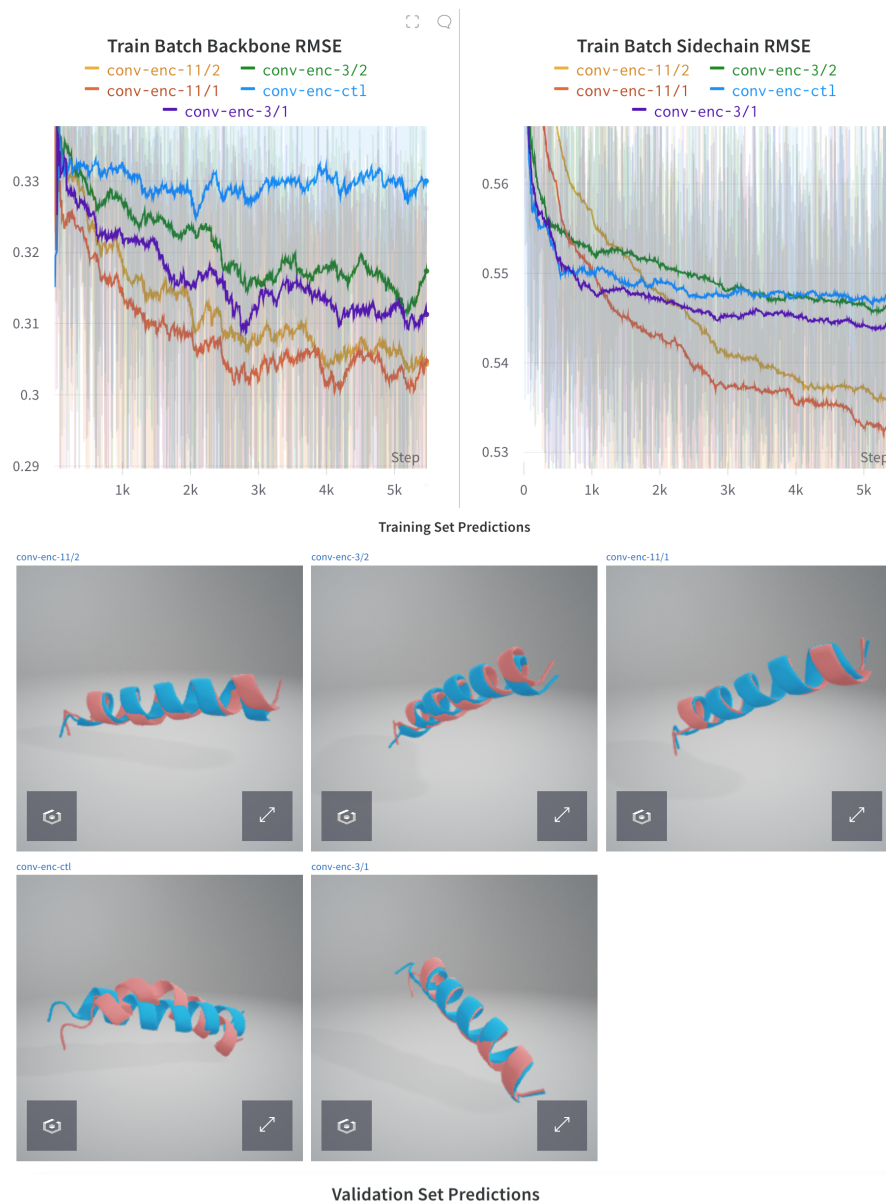 Train Batch Backbone RMSE
conv-enc-11/2 conv-enc-3/2
conv-enc-11/1 conv-enc-ctl
conv-enc-3/1
0.33
0.32
0.31
0.3
0.29
Step
1k 2k 3k 4k 5k
Train Batch Sidechain RMSE
conv-enc-11/2 conv-enc-3/2
conv-enc-11/1 conv-enc-ctl
conv-enc-3/1
0.56
0.55
0.54
0.53
Step
0 1k 2k 3k 4k 5k
Training Set Predictions
conv-enc-11/2
conv-enc-3/2
conv-enc-11/1
conv-enc-ctl
conv-enc-3/1
Validation Set Predictions